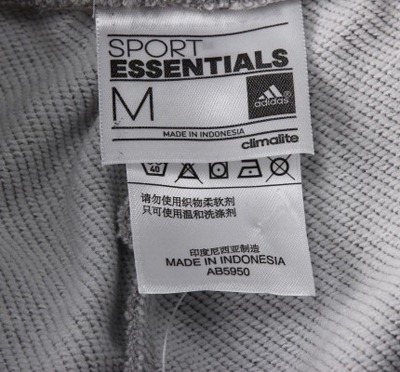 SPORT
ESSENTIALS
M
adidas
MADE IN INDONESIA
climalite
40
请勿使用织物柔软剂
只可使用温和洗涤剂
印度尼西亚制造
MADE IN INDONESIA
AB5950